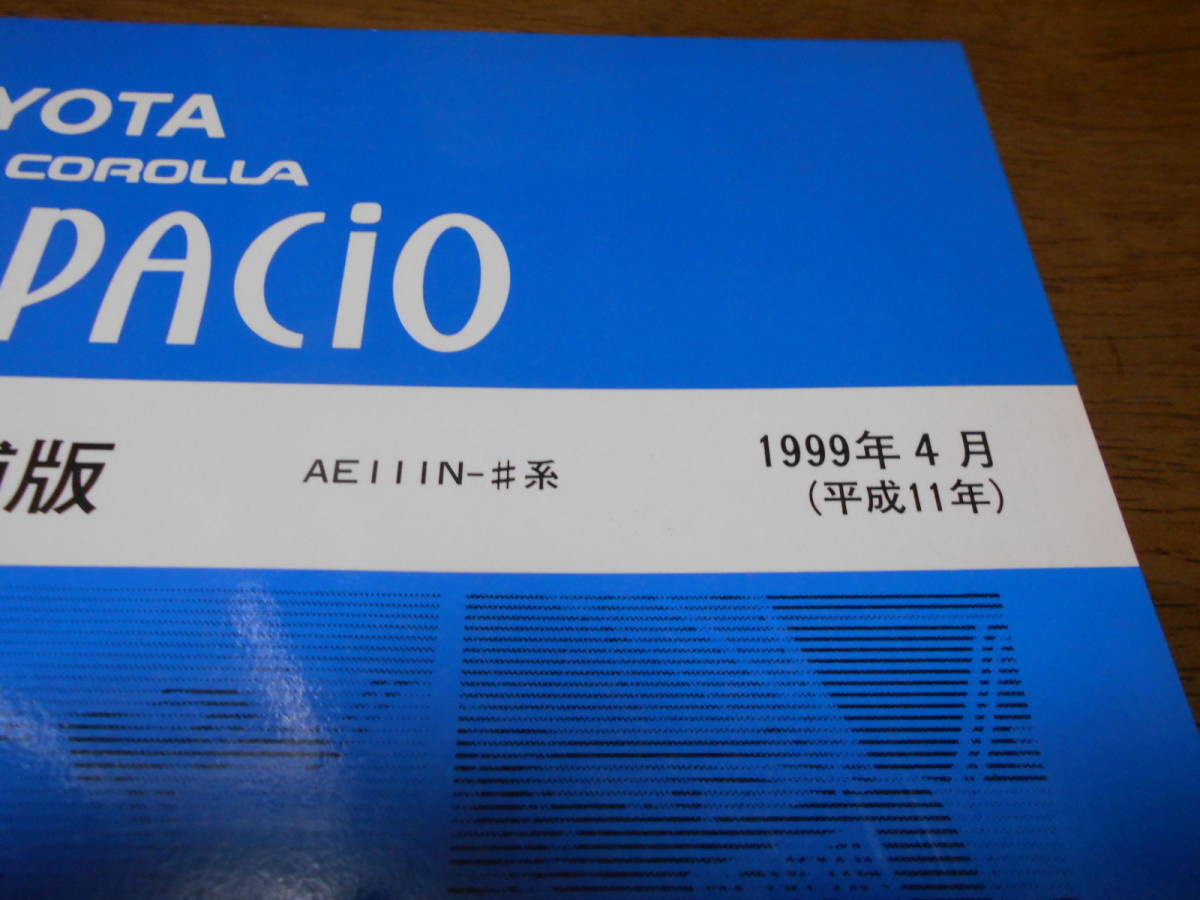 YOTA
COROLLA
PACiO
版 AE111N-#系 1999年4月
(平成11年)